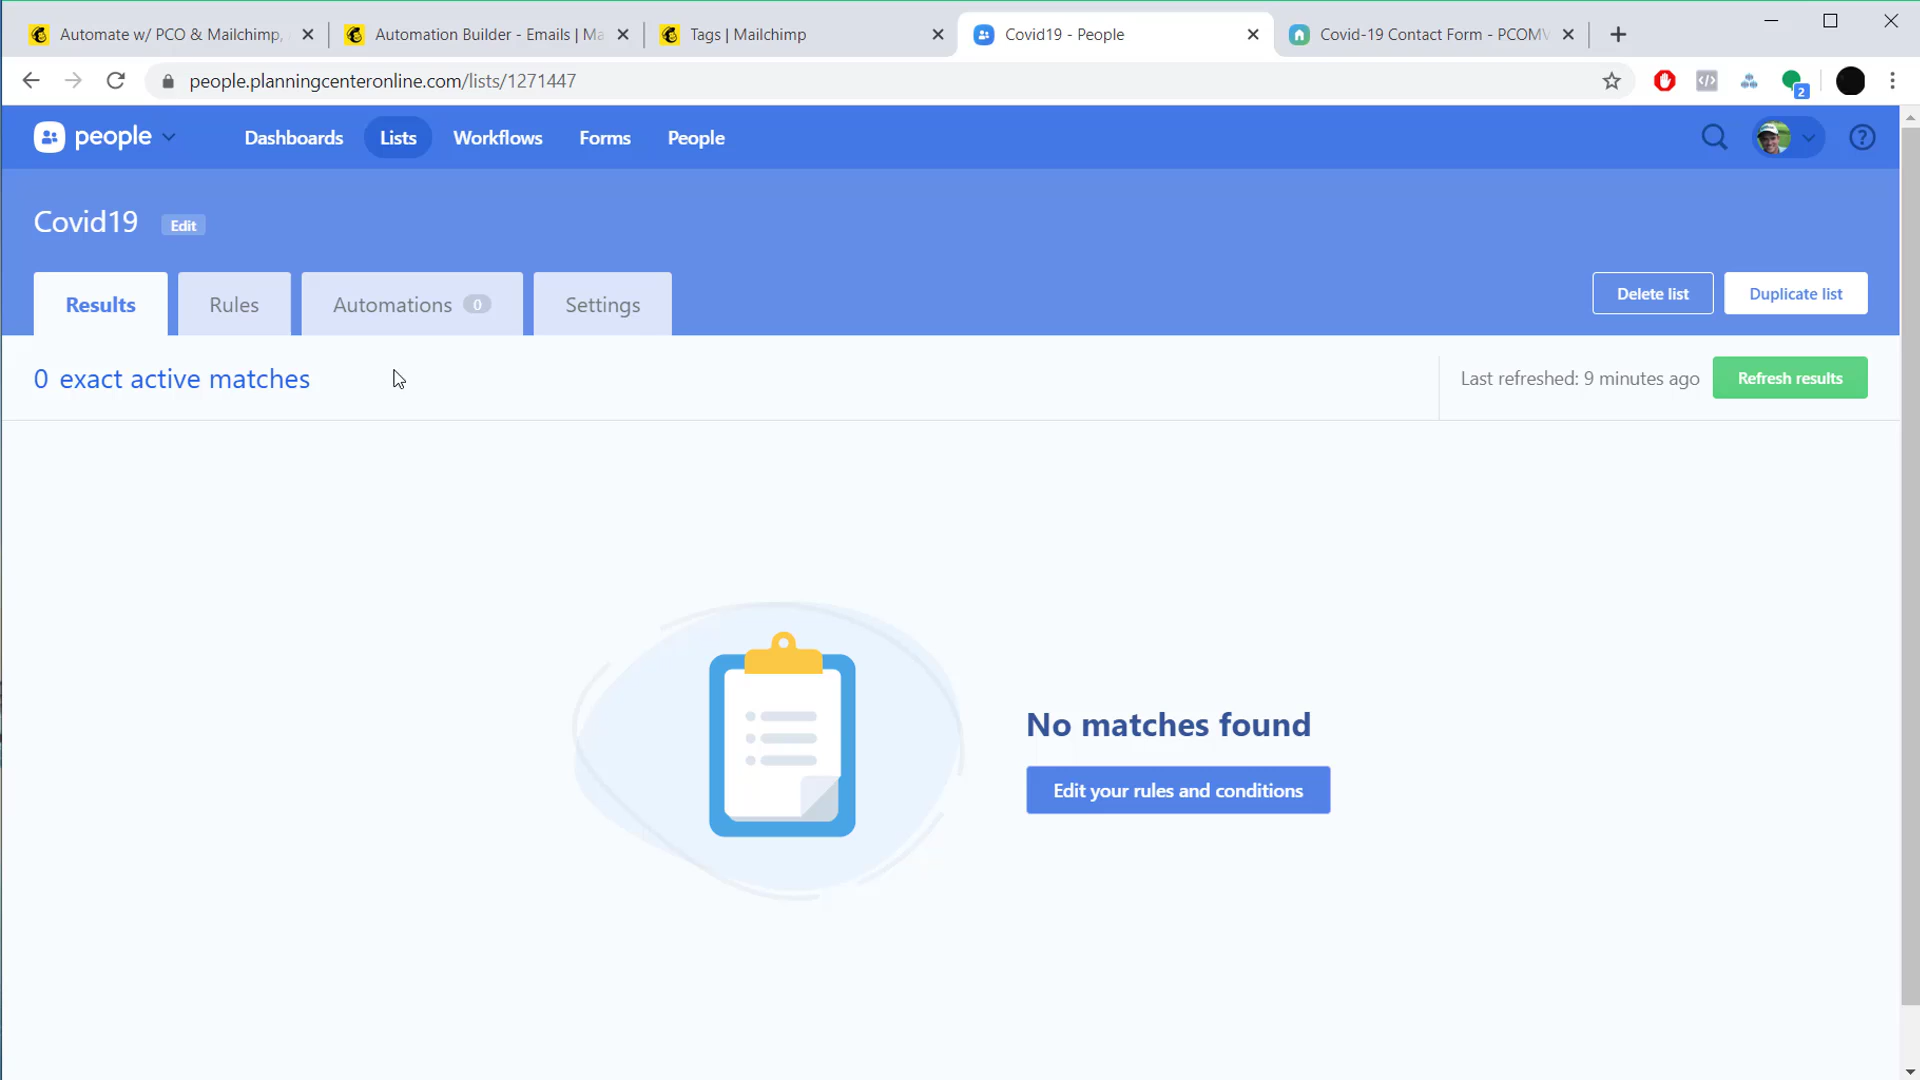 Automate w/ PCO & Mailchimp,
Automation Builder - Emails | Ma
Tags | Mailchimp
Covid19 - People
Covid-19 Contact Form - PCOMV
people.planningcenteronline.com/lists/1271447
2
people
Dashboards
Lists
Workflows
Forms
People
?
Covid19
Edit
Results
Rules
Automations 0
Settings
Delete list
Duplicate list
0 exact active matches
Last refreshed: 9 minutes ago
Refresh results
No matches found
Edit your rules and conditions